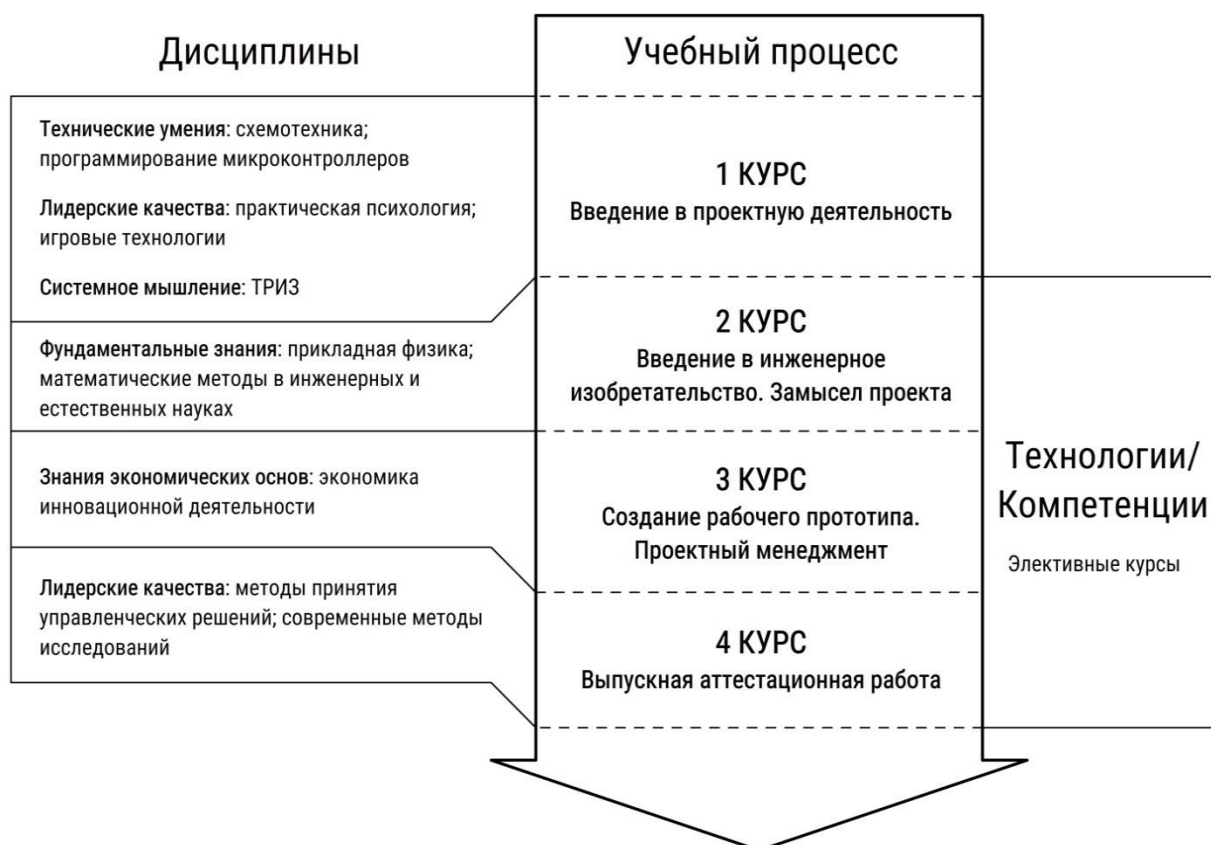 Дисциплины
Учебный процесс
Технические умения: схемотехника;
программирование микроконтроллеров
Лидерские качества: практическая психология;
игровые технологии
Системное мышление: ТРИЗ
1 КУРС
Введение в проектную деятельность
Фундаментальные знания: прикладная физика;
математические методы в инженерных и
естественных науках
2 КУРС
Введение в инженерное
изобретательство. Замысел проекта
Знания экономических основ: экономика
инновационной деятельности
3 КУРС
Создание рабочего прототипа.
Проектный менеджмент
Лидерские качества: методы принятия
управленческих решений; современные методы
исследований
4 КУРС
Выпускная аттестационная работа
Технологии/
Компетенции
Элективные курсы